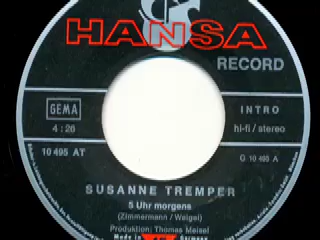 HANSA
RECORD
GEMA
INTRO
4:26
hi-fi / stereo
10 495 AT
O 10 495 A
SUSANNE TREMPER
5 Uhr morgens
(Zimmermann / Weigel)
Produktion: Thomas Meisel
Made in Germany